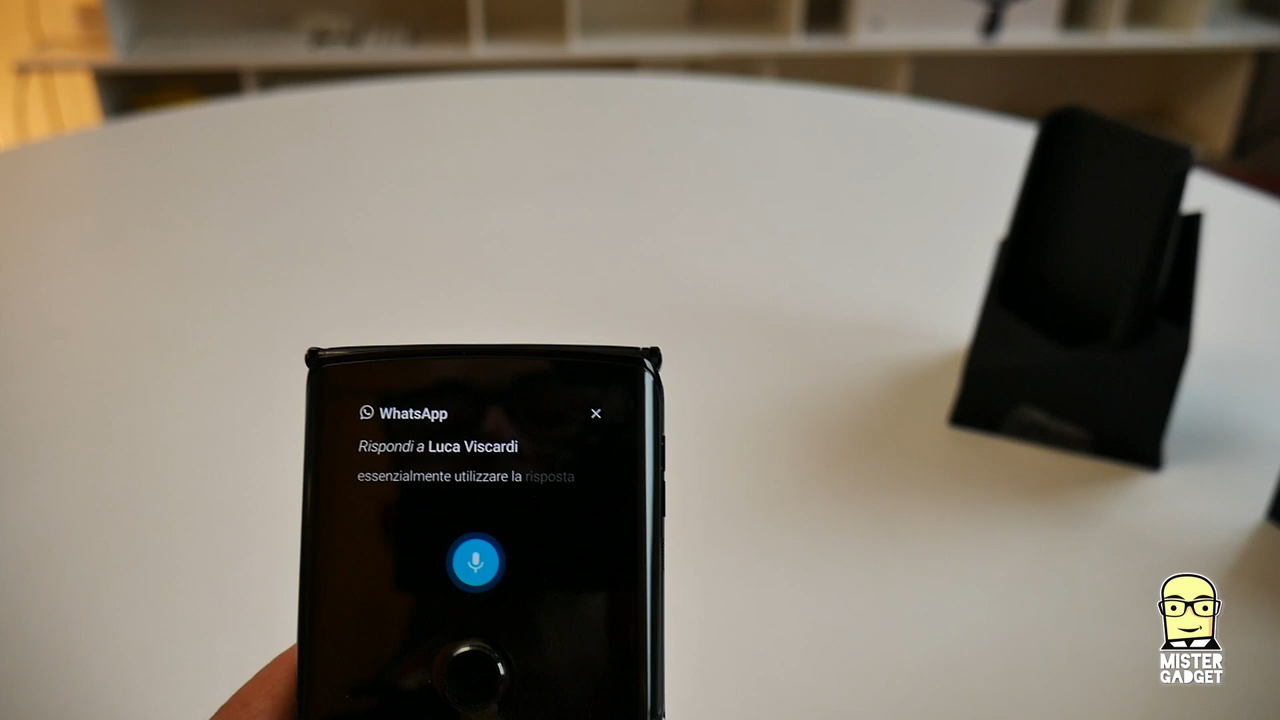 WhatsApp
Rispondi a Luca Viscardi
essenzialmente utilizzare la risposta
MISTER
GADGET